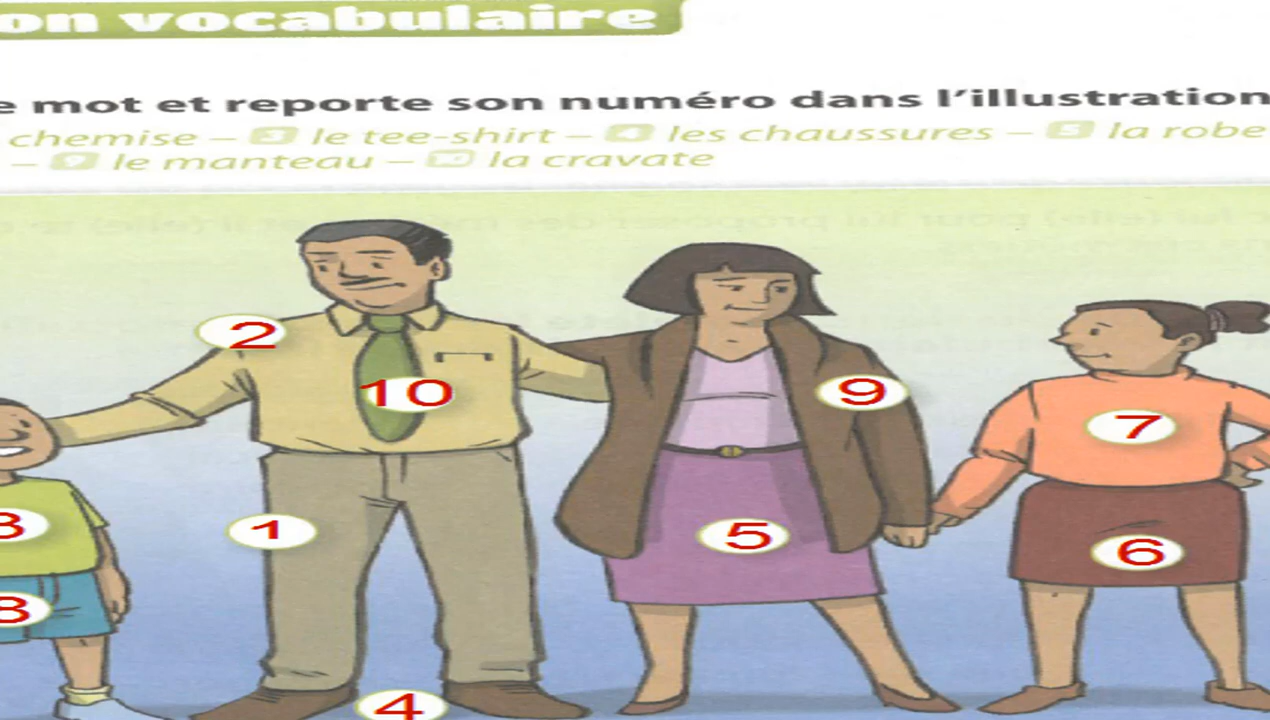 on vocabulaire
e mot et reporte son numéro dans l'illustration
chemise – 3 le tee-shirt – 4 les chaussures – 5 la robe
– 9 le manteau – 10 la cravate
2
10
9
7
3
1
5
6
8
4